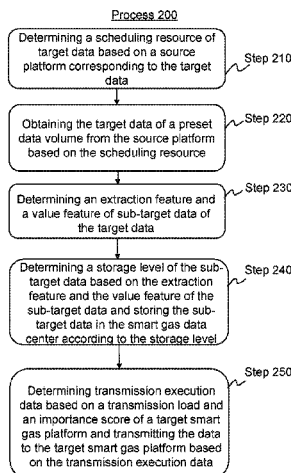 Process 200
Determining a scheduling resource of
target data based on a source
platform corresponding to the target
data
Step 210
Obtaining the target data of a preset
data volume from the source platform
based on the scheduling resource
Step 220
Determining an extraction feature and
a value feature of sub-target data of
the target data
Step 230
Determining a storage level of the sub-
target data based on the extraction
feature and the value feature of the
sub-target data and storing the sub-
target data in the smart gas data
center according to the storage level
Step 240
Determining transmission execution
data based on a transmission load and
an importance score of a target smart
gas platform and transmitting the data
to the target smart gas platform based
on the transmission execution data
Step 250